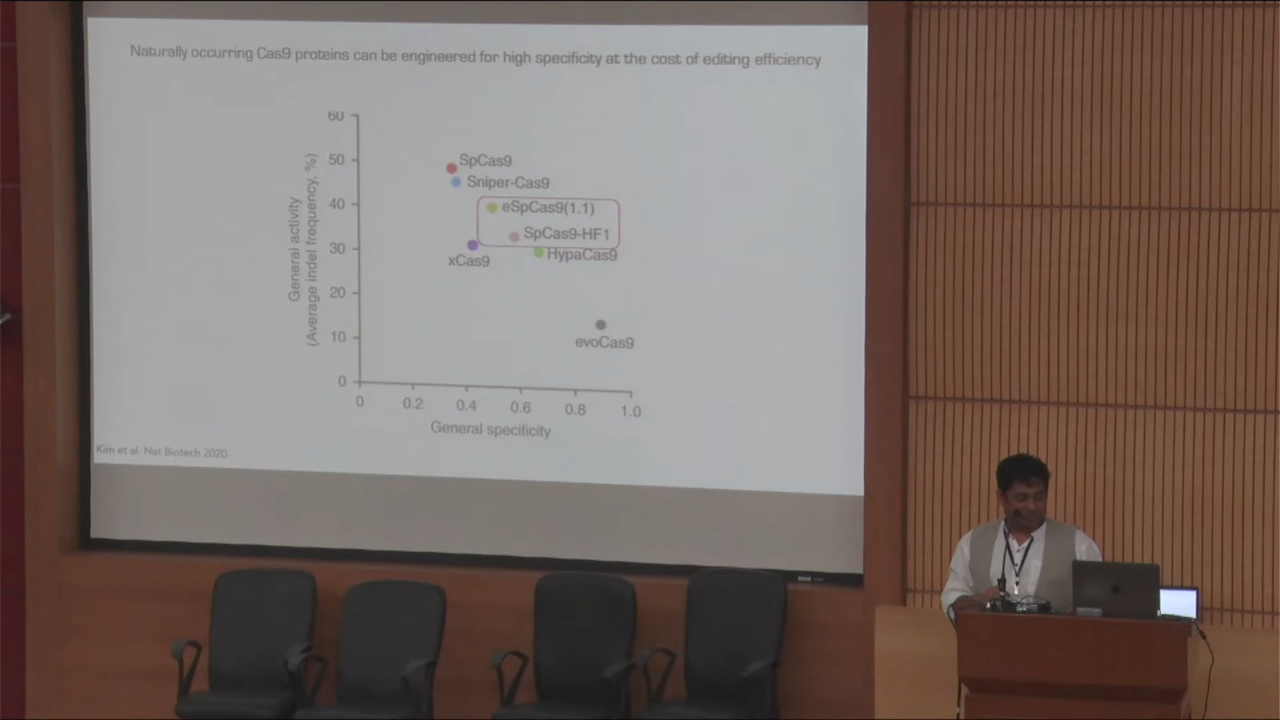 Naturally occurring Cas9 proteins can be engineered for high specificity at the cost of editing efficiency
60
50
40
30
20
10
0
General activity
(Average indel frequency, %)
SpCas9
Sniper-Cas9
eSpCas9(1.1)
SpCas9-HF1
xCas9
HypaCas9
evoCas9
0 0.2 0.4 0.6 0.8 1.0
General specificity
Kim et al. Nat Biotech 2020